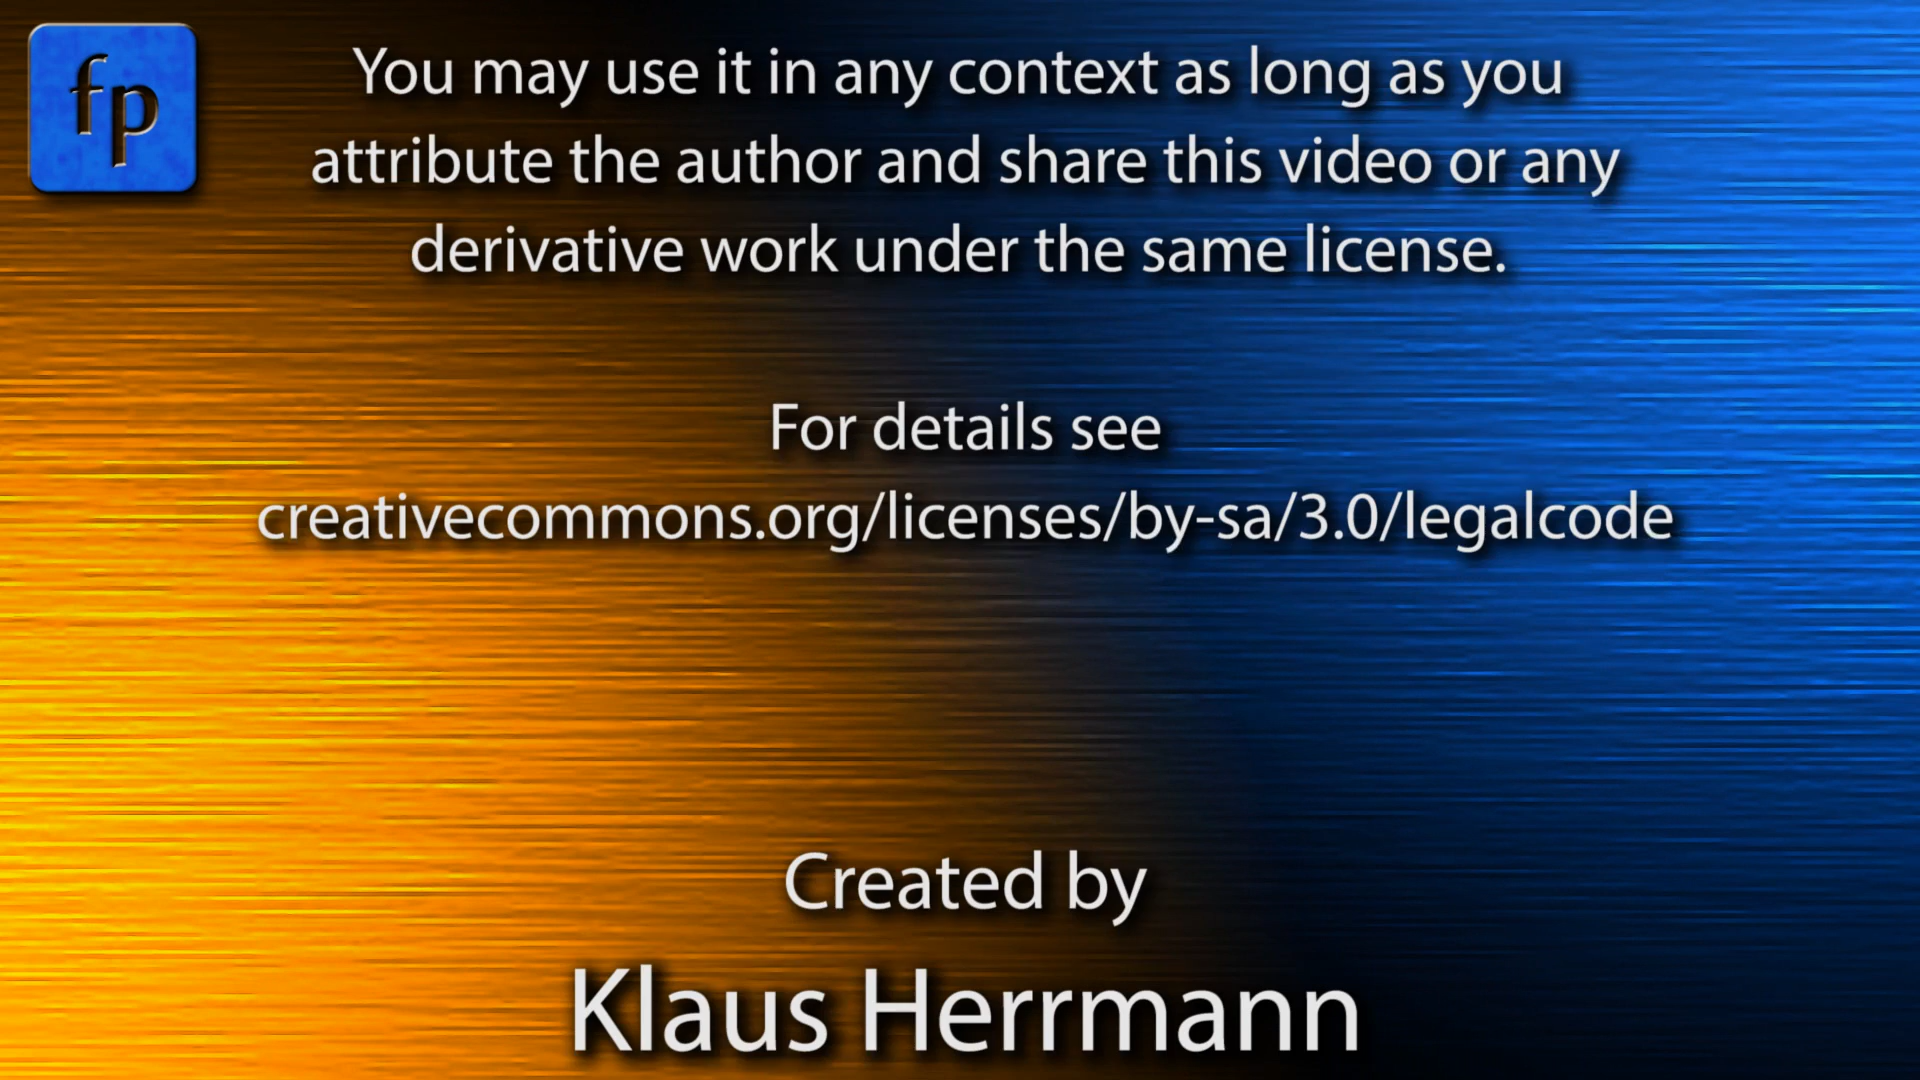 fp
You may use it in any context as long as you
attribute the author and share this video or any
derivative work under the same license.
For details see
creativecommons.org/licenses/by-sa/3.0/legalcode
Created by
Klaus Herrmann